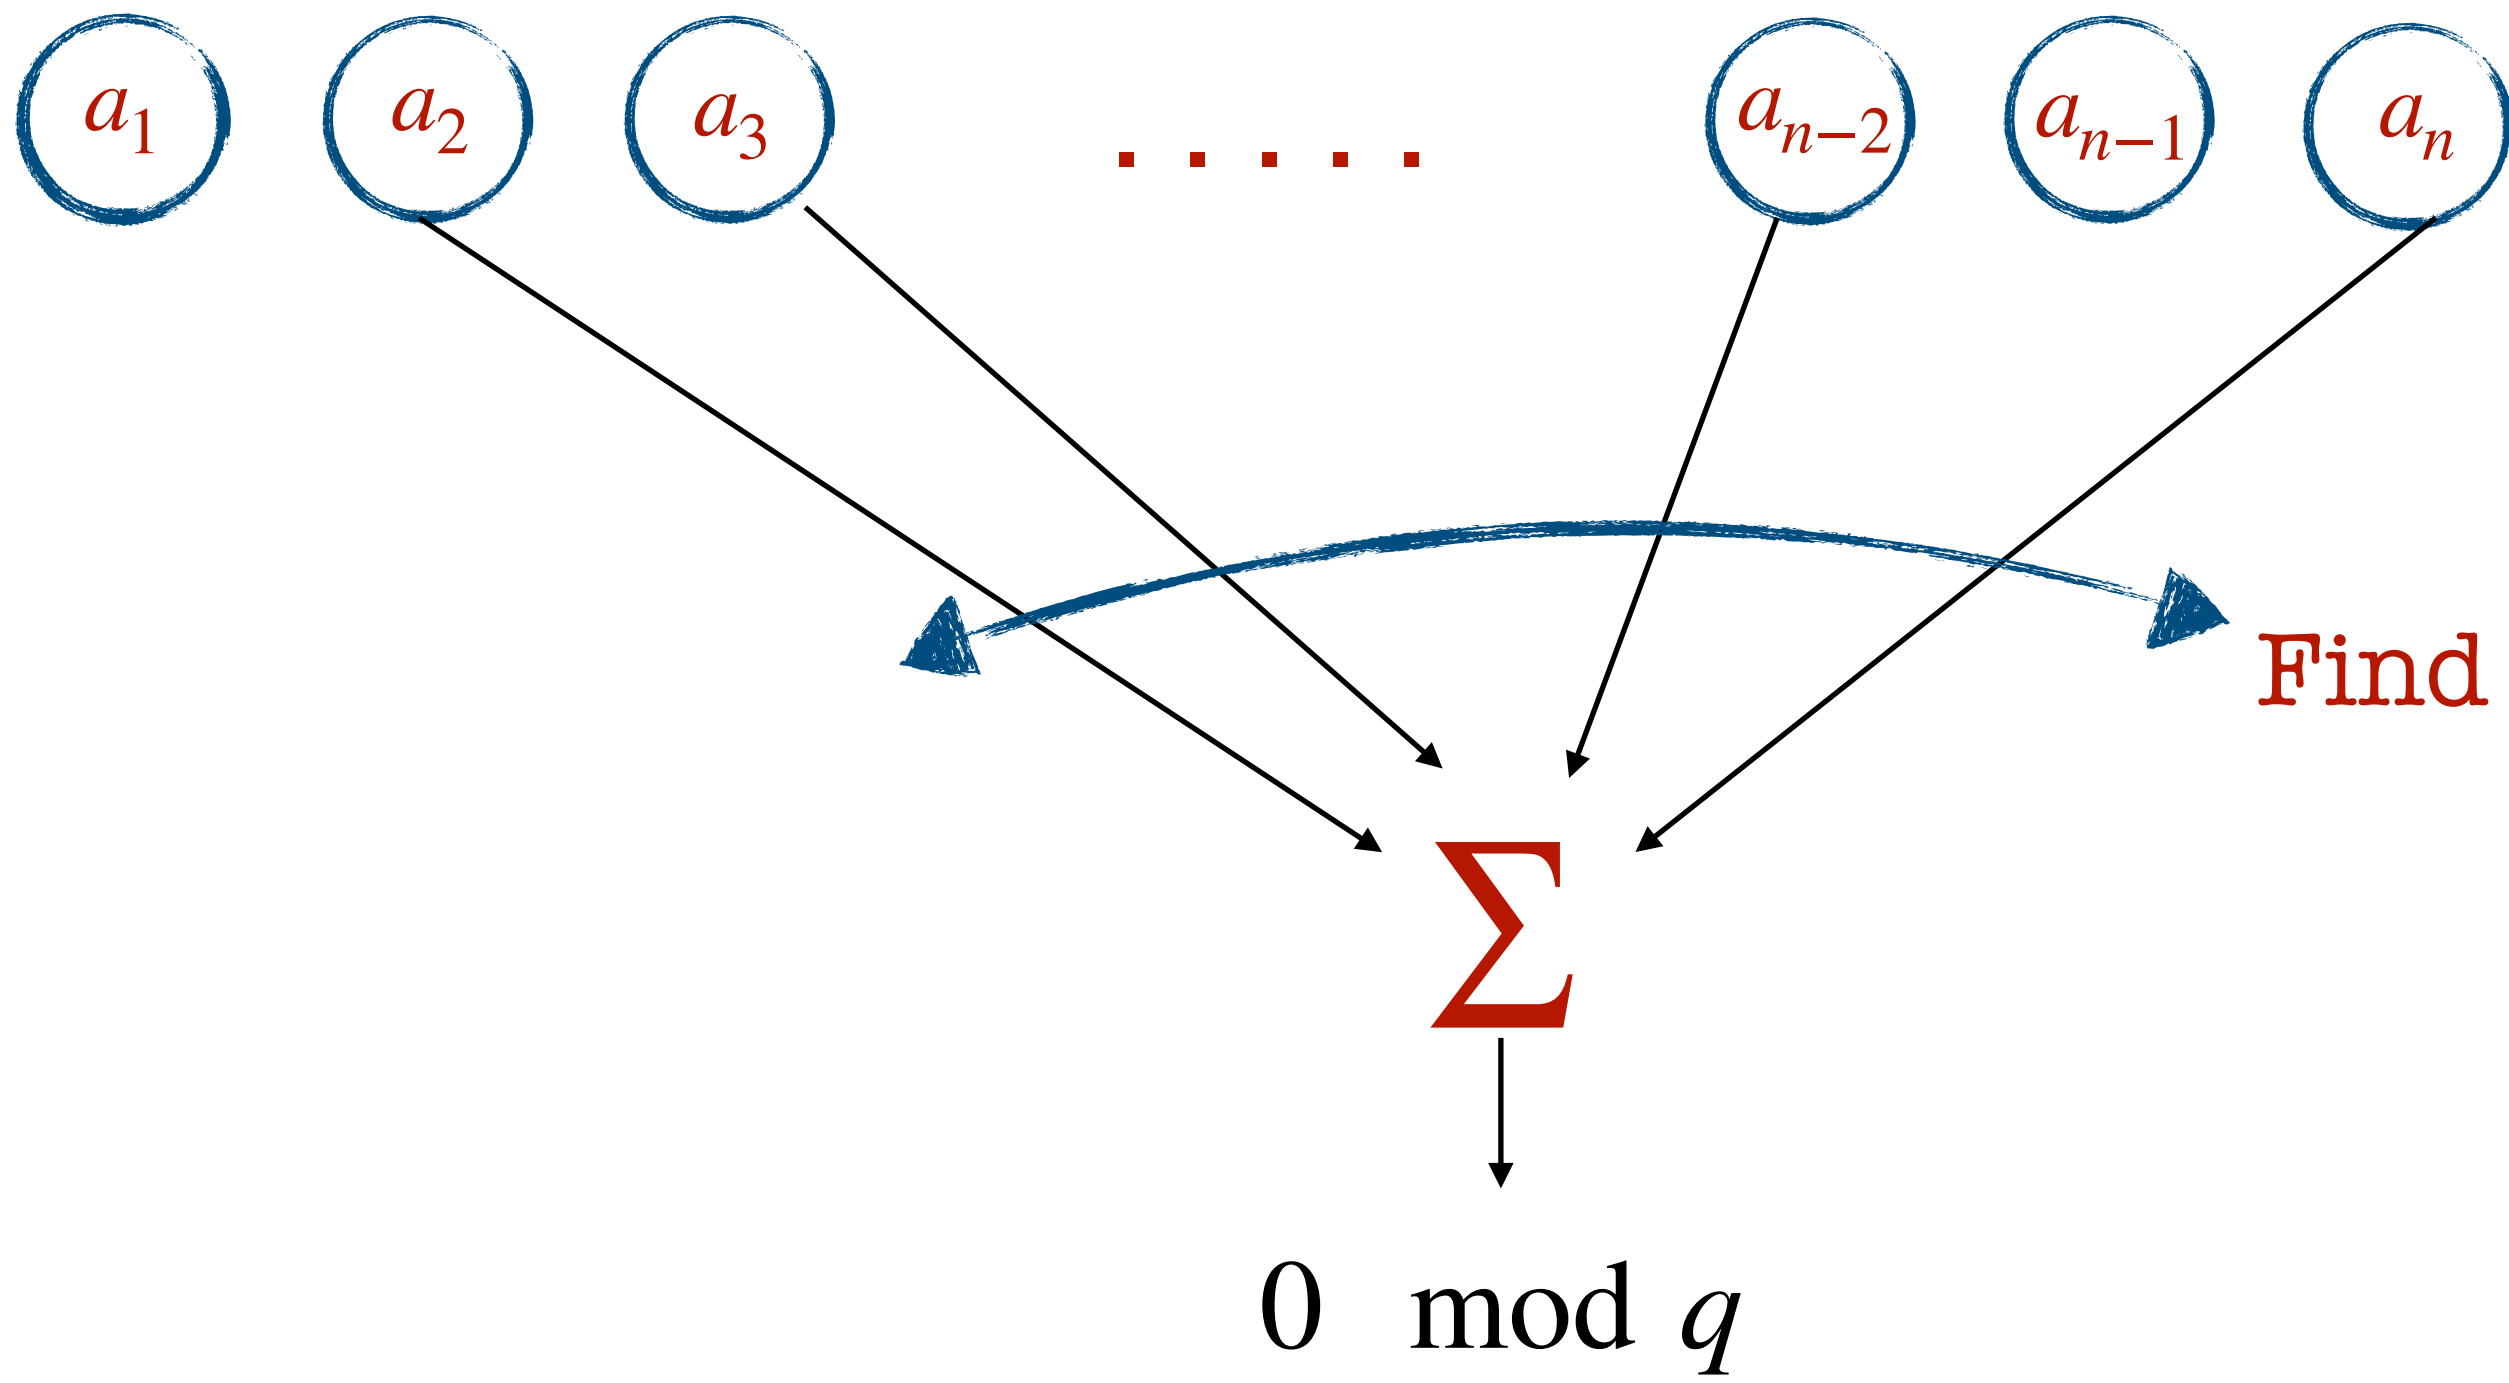 a₁ a₂ a₃ . . . . . aₙ₋₂ aₙ₋₁ aₙ
Find
Σ
0 mod q